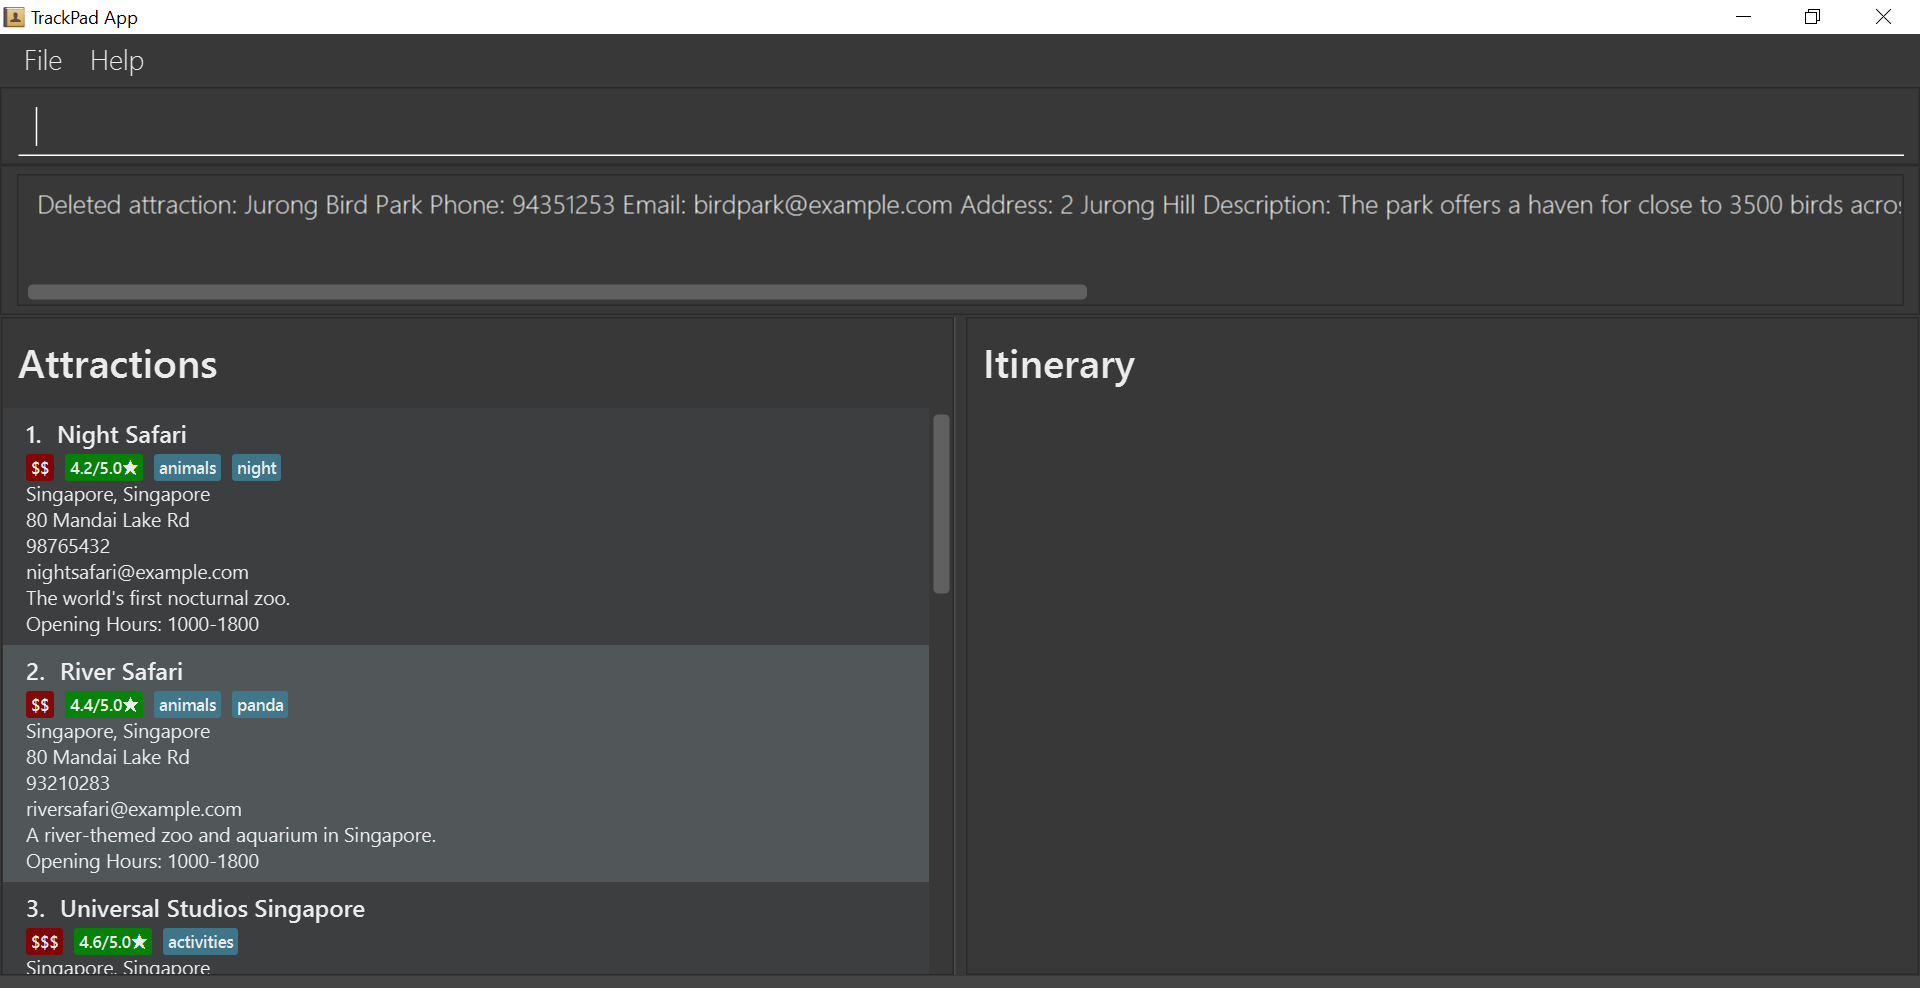 TrackPad App
File Help
Deleted attraction: Jurong Bird Park Phone: 94351253 Email: birdpark@example.com Address: 2 Jurong Hill Description: The park offers a haven for close to 3500 birds acros
Attractions
1. Night Safari
$$ 4.2/5.0★ animals night
Singapore, Singapore
80 Mandai Lake Rd
98765432
nightsafari@example.com
The world's first nocturnal zoo.
Opening Hours: 1000-1800
2. River Safari
$$ 4.4/5.0★ animals panda
Singapore, Singapore
80 Mandai Lake Rd
93210283
riversafari@example.com
A river-themed zoo and aquarium in Singapore.
Opening Hours: 1000-1800
3. Universal Studios Singapore
$$$ 4.6/5.0★ activities
Singapore, Singapore
Itinerary